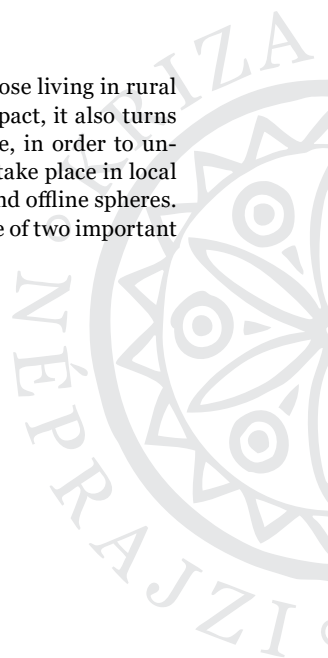 ose living in rural
pact, it also turns
e, in order to un-
take place in local
nd offline spheres.
e of two important
KPIZA
NÉPRAJZI